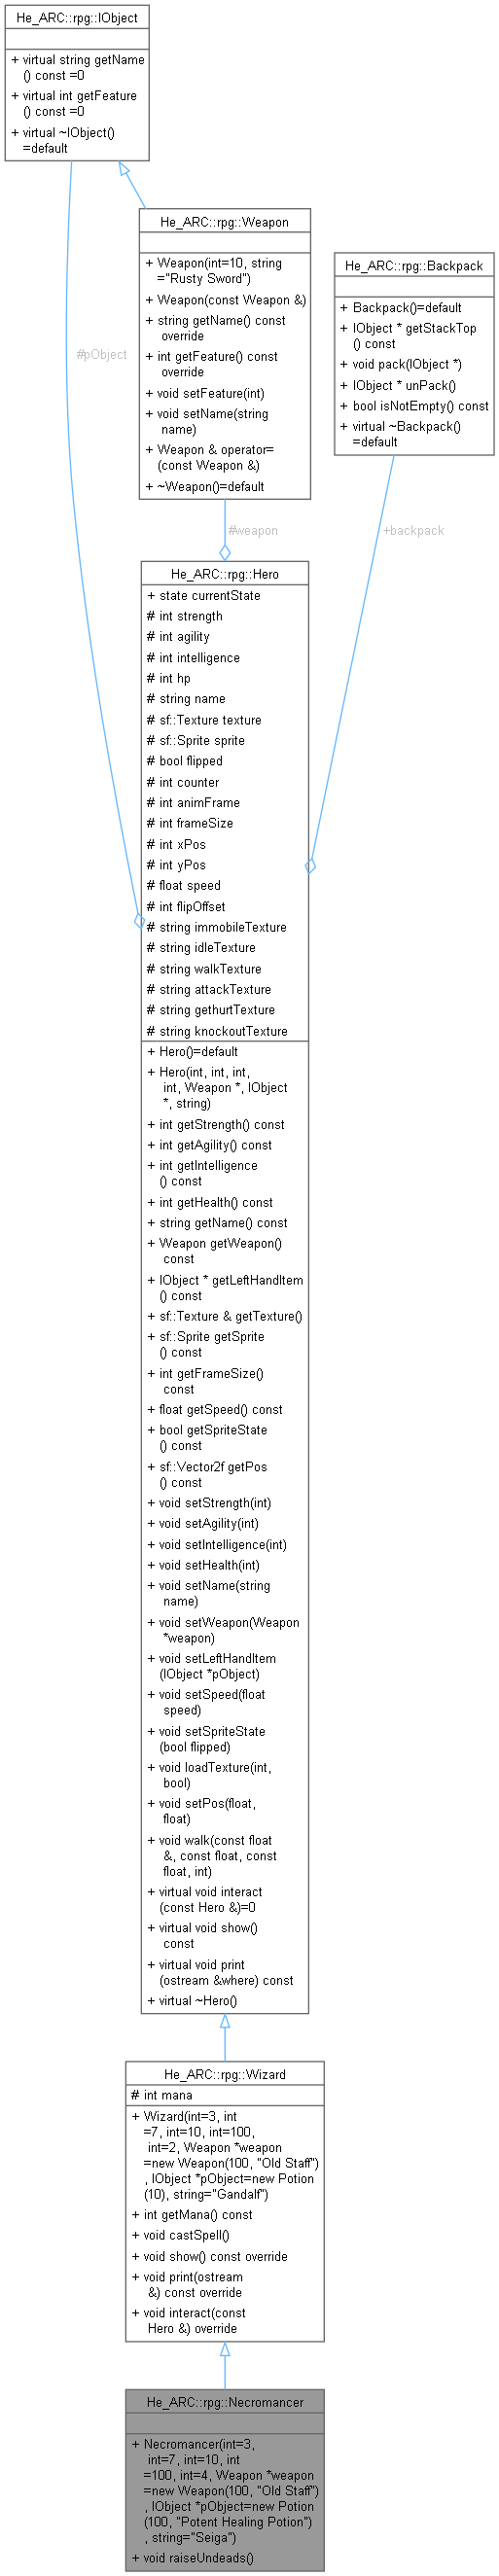 He_ARC::rpg::IObject
+ virtual string getName
() const =0
+ virtual int getFeature
() const =0
+ virtual ~IObject()
=default
He_ARC::rpg::Weapon
+ Weapon(int=10, string
="Rusty Sword")
+ Weapon(const Weapon &)
+ string getName() const
override
+ int getFeature() const
override
+ void setFeature(int)
+ void setName(string
name)
+ Weapon & operator=
(const Weapon &)
+ ~Weapon()=default
He_ARC::rpg::Backpack
+ Backpack()=default
+ IObject * getStackTop
() const
+ void pack(IObject *)
+ IObject * unPack()
+ bool isNotEmpty() const
+ virtual ~Backpack()
=default
#pObject
#weapon
+backpack
He_ARC::rpg::Hero
+ state currentState
# int strength
# int agility
# int intelligence
# int hp
# string name
# sf::Texture texture
# sf::Sprite sprite
# bool flipped
# int counter
# int animFrame
# int frameSize
# int xPos
# int yPos
# float speed
# int flipOffset
# string immobileTexture
# string idleTexture
# string walkTexture
# string attackTexture
# string gethurtTexture
# string knockoutTexture
+ Hero()=default
+ Hero(int, int, int,
int, Weapon *, IObject
*, string)
+ int getStrength() const
+ int getAgility() const
+ int getIntelligence
() const
+ int getHealth() const
+ string getName() const
+ Weapon getWeapon()
const
+ IObject * getLeftHandItem
() const
+ sf::Texture & getTexture()
+ sf::Sprite getSprite
() const
+ int getFrameSize()
const
+ float getSpeed() const
+ bool getSpriteState
() const
+ sf::Vector2f getPos
() const
+ void setStrength(int)
+ void setAgility(int)
+ void setIntelligence(int)
+ void setHealth(int)
+ void setName(string
name)
+ void setWeapon(Weapon
*weapon)
+ void setLeftHandItem
(IObject *pObject)
+ void setSpeed(float
speed)
+ void setSpriteState
(bool flipped)
+ void loadTexture(int,
bool)
+ void setPos(float,
float)
+ void walk(const float
&, const float, const
float, int)
+ virtual void interact
(const Hero &)=0
+ virtual void show()
const
+ virtual void print
(ostream &where) const
+ virtual ~Hero()
He_ARC::rpg::Wizard
# int mana
+ Wizard(int=3, int
=7, int=10, int=100,
int=2, Weapon *weapon
=new Weapon(100, "Old Staff")
, IObject *pObject=new Potion
(10), string="Gandalf")
+ int getMana() const
+ void castSpell()
+ void show() const override
+ void print(ostream
&) const override
+ void interact(const
Hero &) override
He_ARC::rpg::Necromancer
+ Necromancer(int=3,
int=7, int=10, int
=100, int=4, Weapon *weapon
=new Weapon(100, "Old Staff")
, IObject *pObject=new Potion
(100, "Potent Healing Potion")
, string="Seiga")
+ void raiseUndeads()